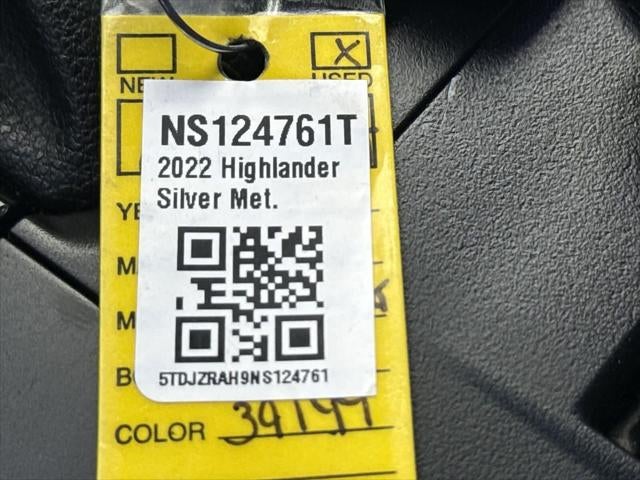 NEW USED
NS124761T
2022 Highlander
Silver Met.
5TDJZRAH9NS124761
COLOR